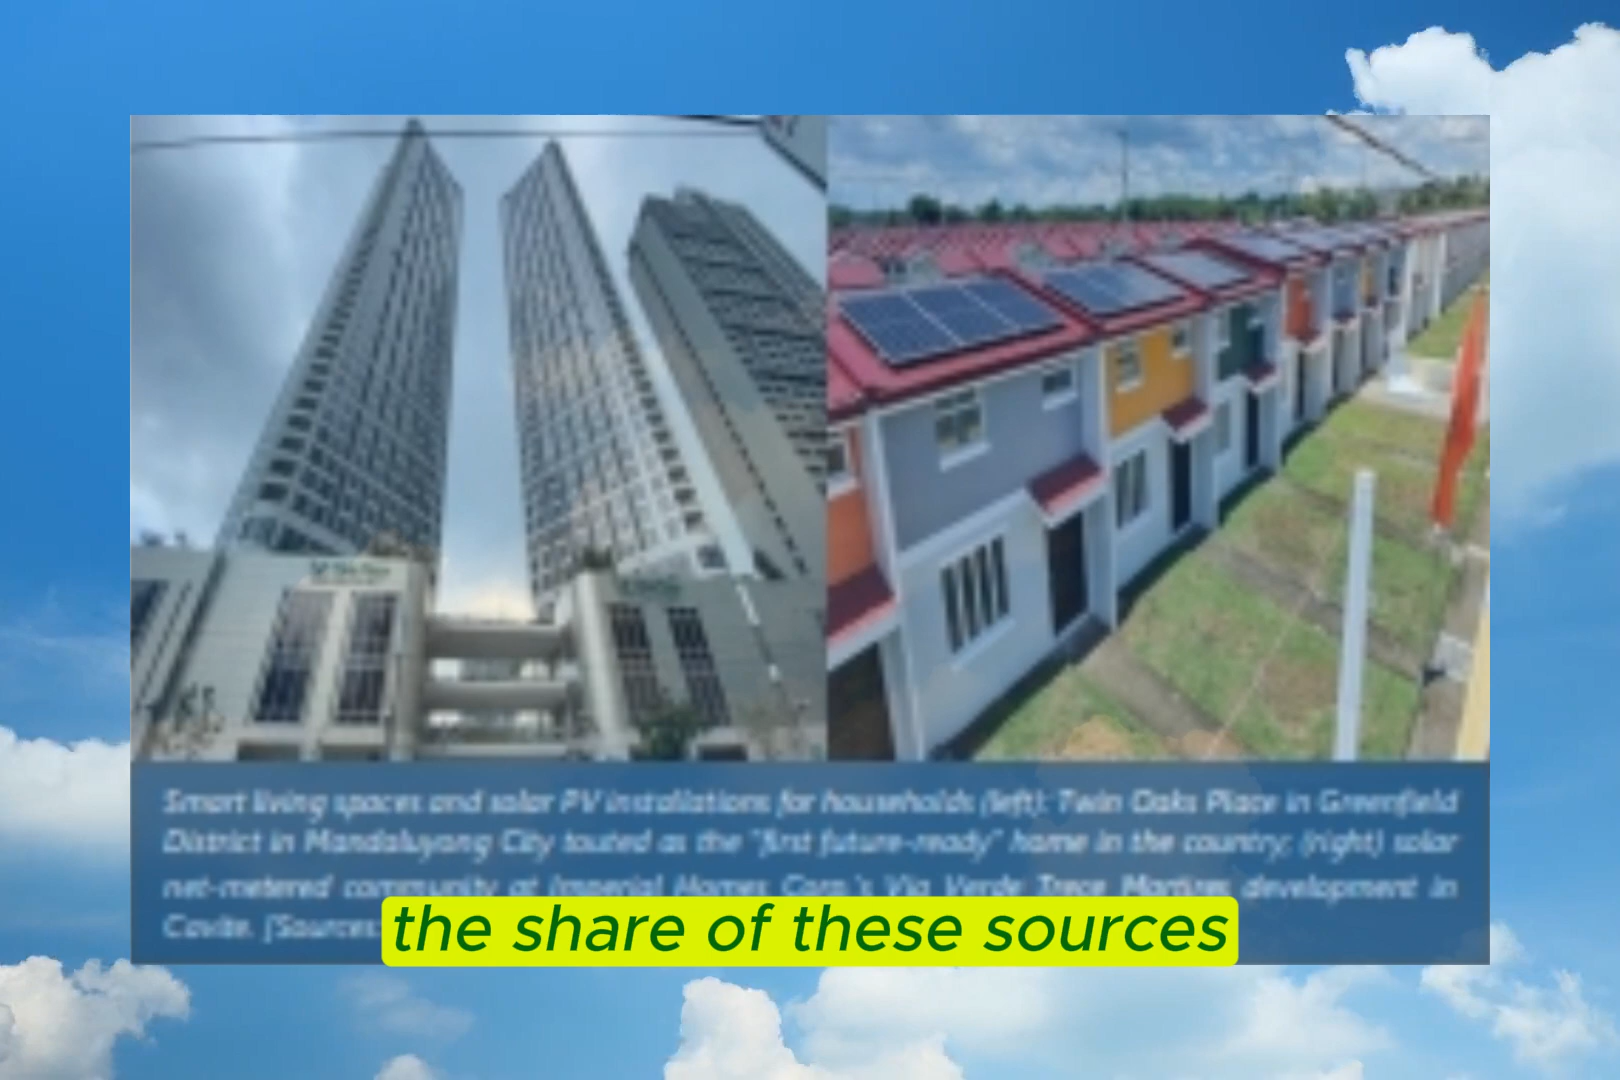 Smart living spaces and solar PV installations for households (left): Twin Oaks Place in Greenfield
District in Mandaluyong City touted as the "first future-ready" home in the country; (right) solar
net-metered community at Imperial Homes Corp.'s Via Verde Trece Martires development in
Cavite. [Sources:
the share of these sources